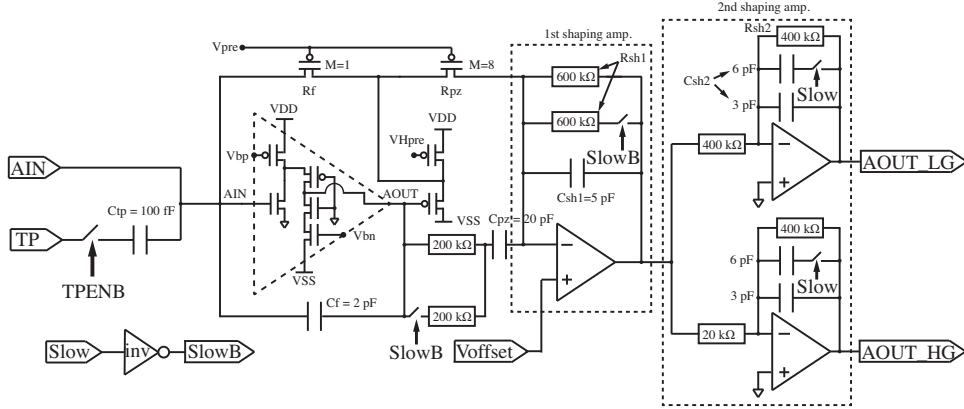 2nd shaping amp.
1st shaping amp.
Vpre
M=1
M=8
Rf
Rpz
600 kΩ
Rsh1
600 kΩ
SlowB
Csh1=5 pF
Rsh2
400 kΩ
6 pF
Slow
Csh2
3 pF
400 kΩ
AOUT_LG
VDD
VDD
Vbp
VHpre
AIN
AIN
AOUT
VSS
Ctp = 100 fF
TP
TPENB
Vbn
VSS
Cpz = 20 pF
200 kΩ
Cf = 2 pF
200 kΩ
SlowB
Voffset
400 kΩ
6 pF
Slow
3 pF
20 kΩ
AOUT_HG
Slow
inv
SlowB